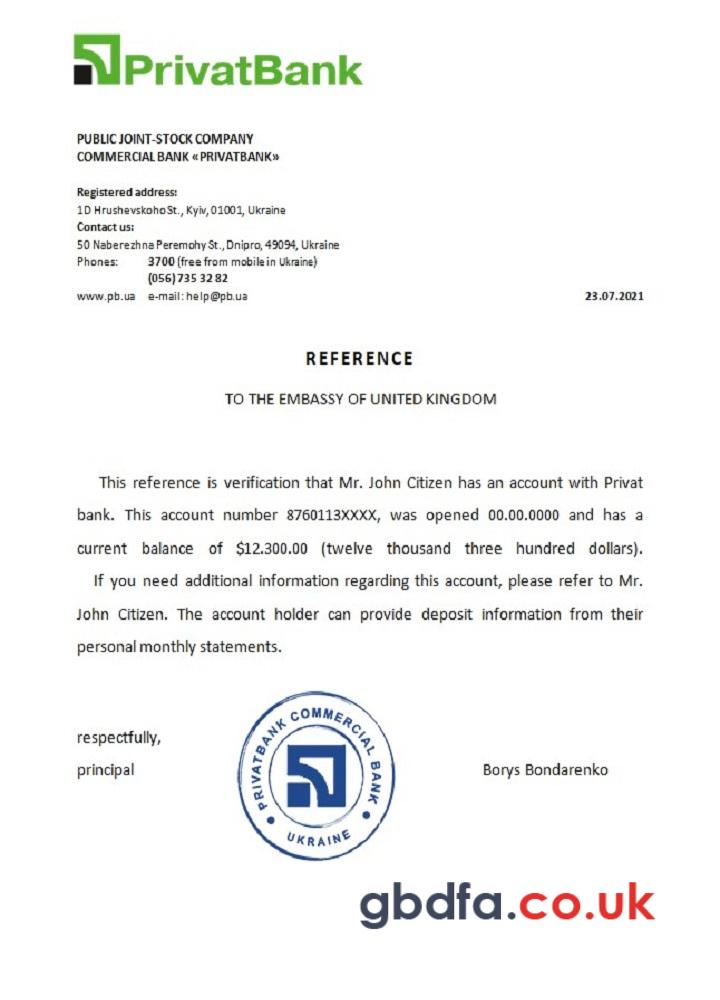 PrivatBank
PUBLIC JOINT-STOCK COMPANY
COMMERCIAL BANK «PRIVATBANK»
Registered address:
1D Hrushevskoho St., Kyiv, 01001, Ukraine
Contact us:
50 Naberezhna Peremohy St., Dnipro, 49094, Ukraine
Phones: 3700 (free from mobile in Ukraine)
(056) 735 32 82
www.pb.ua e-mail: help@pb.ua 23.07.2021
REFERENCE
TO THE EMBASSY OF UNITED KINGDOM
This reference is verification that Mr. John Citizen has an account with Privat
bank. This account number 8760113XXXX, was opened 00.00.0000 and has a
current balance of $12.300.00 (twelve thousand three hundred dollars).
If you need additional information regarding this account, please refer to Mr.
John Citizen. The account holder can provide deposit information from their
personal monthly statements.
respectfully,
principal Borys Bondarenko
PRIVATBANK COMMERCIAL BANK
UKRAINE
gbdfa.co.uk